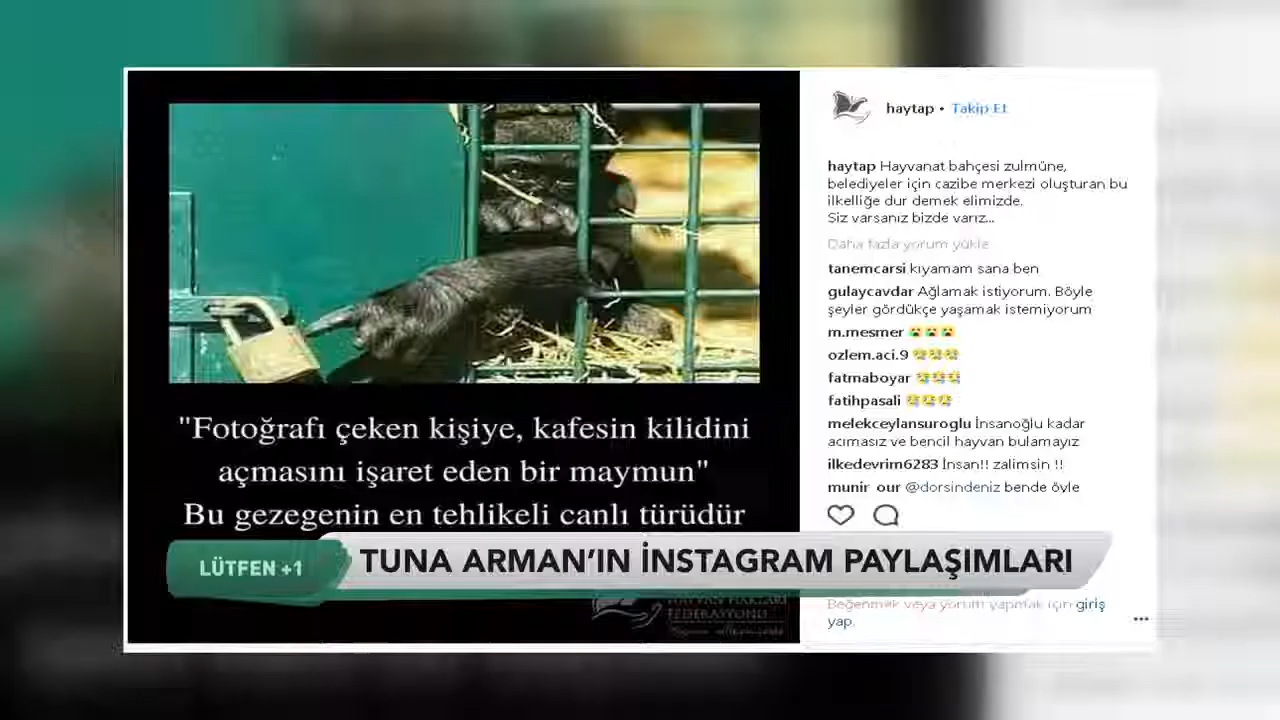 "Fotoğrafı çeken kişiye, kafesin kilidini
açmasını işaret eden bir maymun"
Bu gezegenin en tehlikeli canlı türüdür
HAYVAN HAKLARI
FEDERASYONU
haytap • Takip Et
haytap Hayvanat bahçesi zulmüne,
belediyeler için cazibe merkezi oluşturan bu
ilkelliğe dur demek elimizde.
Siz varsanız bizde varız...
Daha fazla yorum yükle
tanemcarsi kıyamam sana ben
gulaycavdar Ağlamak istiyorum. Böyle
şeyler gördükçe yaşamak istemiyorum
m.mesmer 😭😭😭
ozlem.aci.9 😢😢😢
fatmaboyar 😢😢😢
fatihpasali 😢😢😢
melekceylansuroglu İnsanoğlu kadar
acımasız ve bencil hayvan bulamayız
ilkedevrim6283 İnsan!! zalimsin !!
munir_our @dorsindeniz bende öyle
Beğenmek veya yorum yapmak için giriş
yap.
LÜTFEN +1
TUNA ARMAN'IN İNSTAGRAM PAYLAŞIMLARI